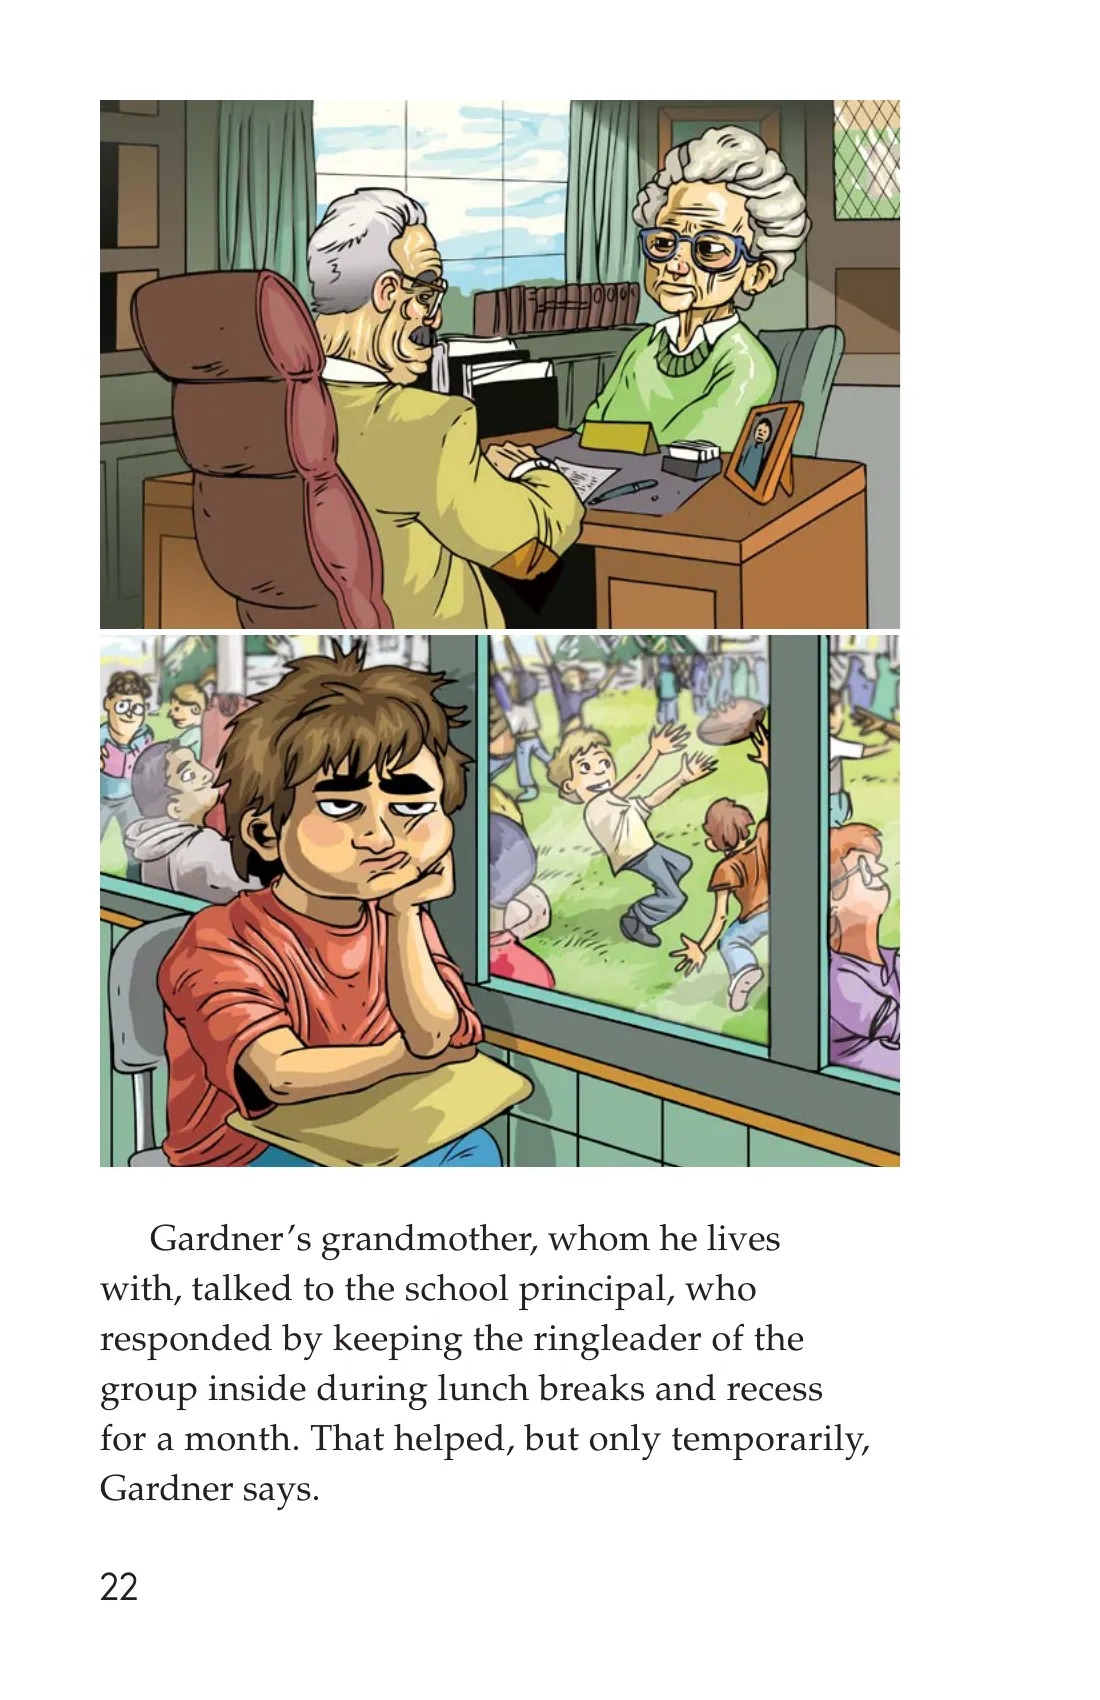 Gardner’s grandmother, whom he lives
with, talked to the school principal, who
responded by keeping the ringleader of the
group inside during lunch breaks and recess
for a month. That helped, but only temporarily,
Gardner says.
22